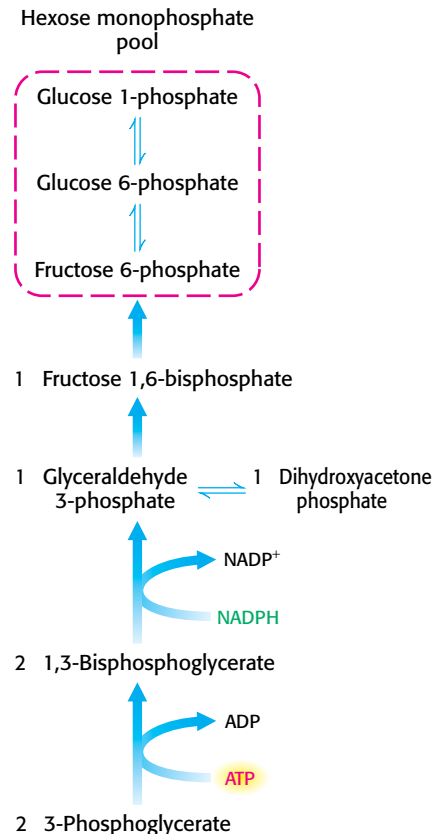 Hexose monophosphate
pool
Glucose 1-phosphate
Glucose 6-phosphate
Fructose 6-phosphate
1 Fructose 1,6-bisphosphate
1 Glyceraldehyde
3-phosphate
1 Dihydroxyacetone
phosphate
NADP⁺
NADPH
2 1,3-Bisphosphoglycerate
ADP
ATP
2 3-Phosphoglycerate